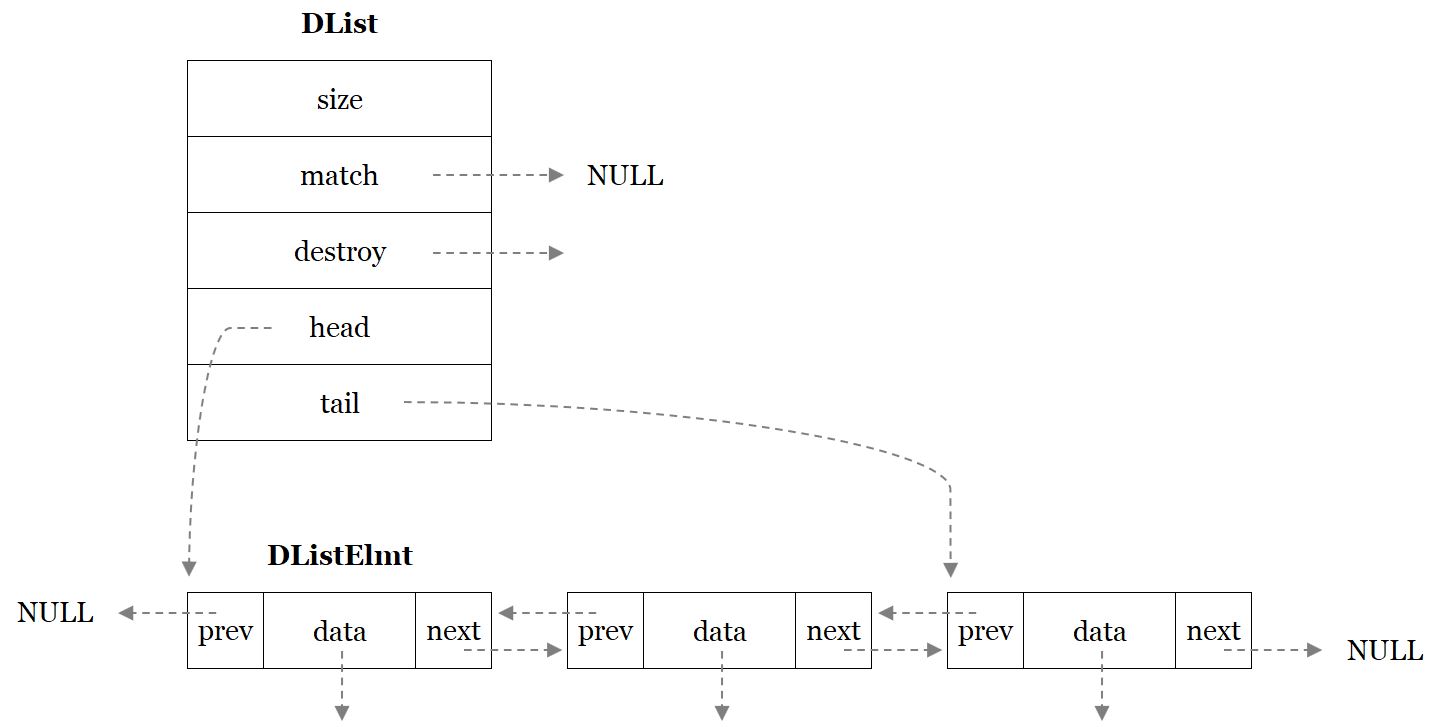 DList
size
match
NULL
destroy
head
tail
DListElmt
NULL
prev
data
next
prev
data
next
prev
data
next
NULL